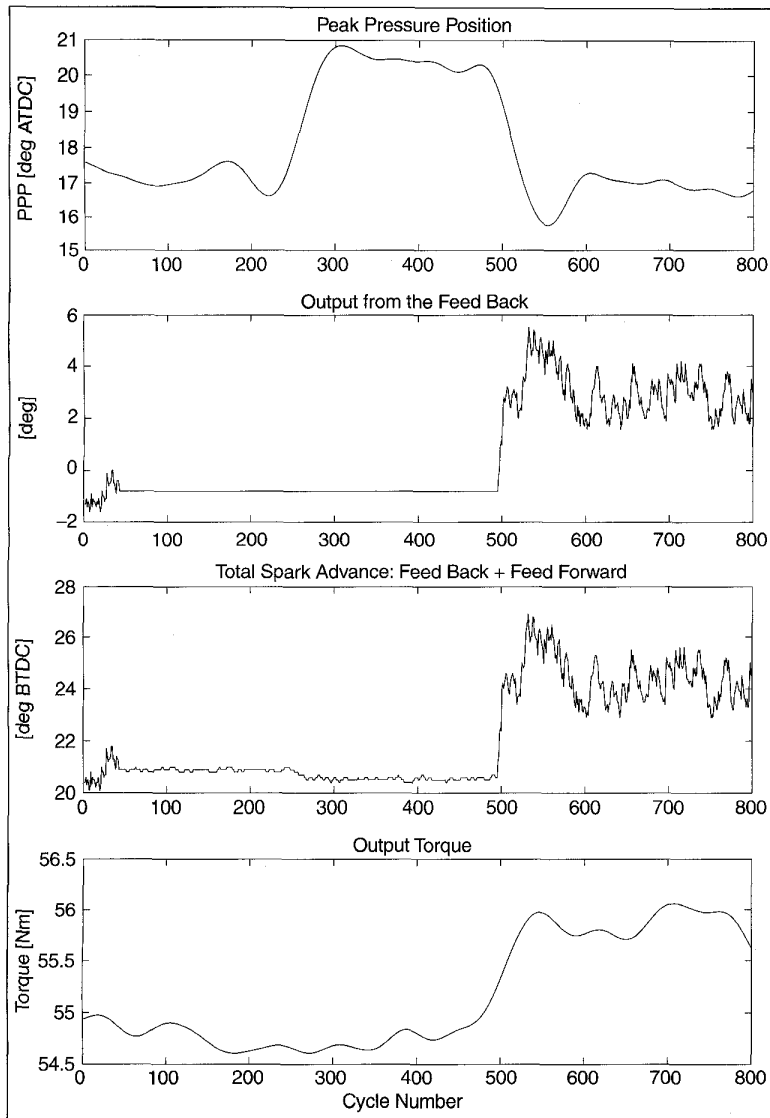 Peak Pressure Position
PPP [deg ATDC]
21
20
18
17
16
15
0 100 200 300 400 500 600 700 800
Output from the Feed Back
[deg]
6
4
2
0
–2
0 100 200 300 400 500 600 700 800
Total Spark Advance: Feed Back + Feed Forward
[deg BTDC]
28
26
24
22
20
0 100 200 300 400 500 600 700 800
Output Torque
Torque [Nm]
56.5
56
55.5
55
54.5
0 100 200 300 400 500 600 700 800
Cycle Number